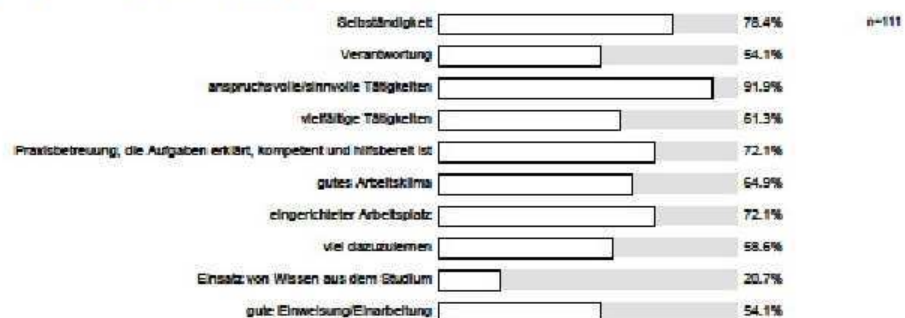 Selbständigkeit 78.4% n=111
Verantwortung 54.1%
anspruchsvolle/sinnvolle Tätigkeiten 91.9%
vielfältige Tätigkeiten 61.3%
Praxisbetreuung, die Aufgaben erklärt, kompetent und hilfsbereit ist 72.1%
gutes Arbeitsklima 64.9%
eingerichteter Arbeitsplatz 72.1%
viel dazuzulernen 58.6%
Einsatz von Wissen aus dem Studium 20.7%
gute Einweisung/Einarbeitung 54.1%